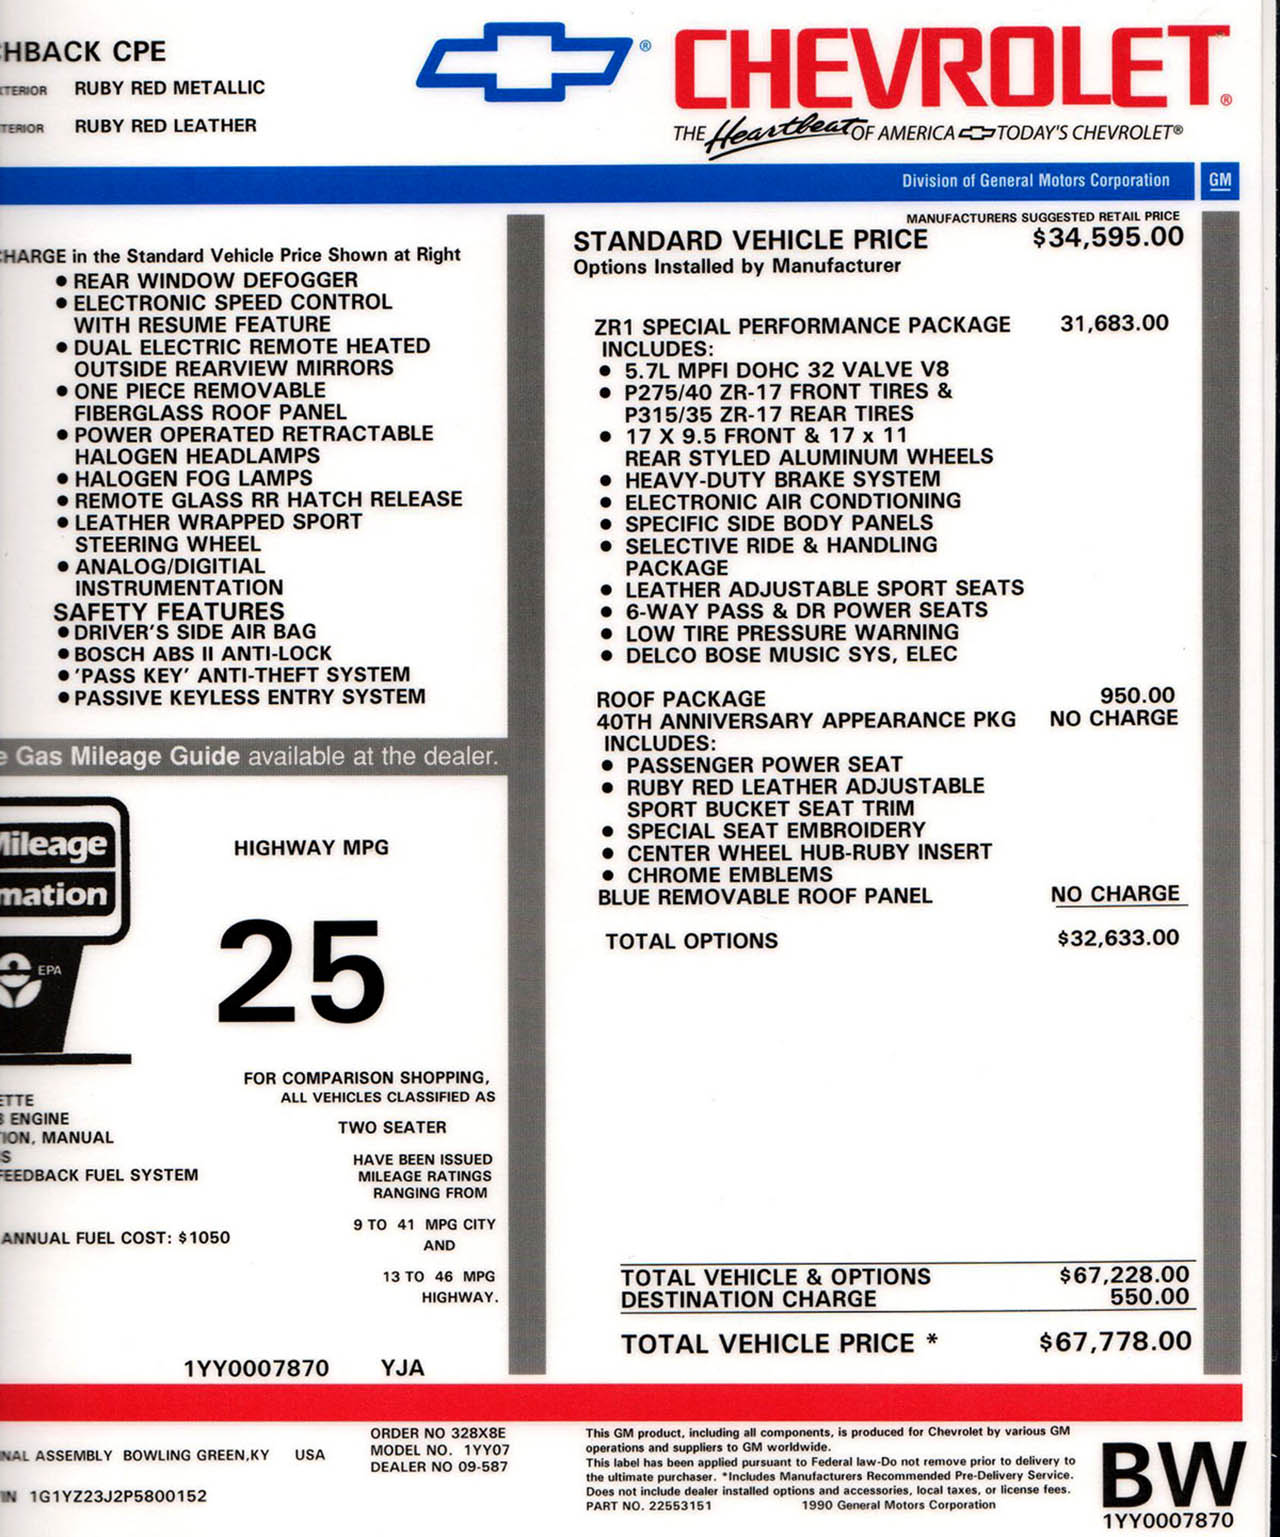 HBACK CPE
TERIOR RUBY RED METALLIC
TERIOR RUBY RED LEATHER
® CHEVROLET®
THE Heartbeat OF AMERICA TODAY'S CHEVROLET®
Division of General Motors Corporation GM
HARGE in the Standard Vehicle Price Shown at Right
• REAR WINDOW DEFOGGER
• ELECTRONIC SPEED CONTROL
WITH RESUME FEATURE
• DUAL ELECTRIC REMOTE HEATED
OUTSIDE REARVIEW MIRRORS
• ONE PIECE REMOVABLE
FIBERGLASS ROOF PANEL
• POWER OPERATED RETRACTABLE
HALOGEN HEADLAMPS
• HALOGEN FOG LAMPS
• REMOTE GLASS RR HATCH RELEASE
• LEATHER WRAPPED SPORT
STEERING WHEEL
• ANALOG/DIGITIAL
INSTRUMENTATION
SAFETY FEATURES
• DRIVER'S SIDE AIR BAG
• BOSCH ABS II ANTI-LOCK
• 'PASS KEY' ANTI-THEFT SYSTEM
• PASSIVE KEYLESS ENTRY SYSTEM
e Gas Mileage Guide available at the dealer.
Mileage
mation
EPA
HIGHWAY MPG
25
FOR COMPARISON SHOPPING,
ALL VEHICLES CLASSIFIED AS
TWO SEATER
HAVE BEEN ISSUED
MILEAGE RATINGS
RANGING FROM
9 TO 41 MPG CITY
AND
13 TO 46 MPG
HIGHWAY.
ETTE
8 ENGINE
TION, MANUAL
S
FEEDBACK FUEL SYSTEM
ANNUAL FUEL COST: $1050
1YY0007870 YJA
MANUFACTURERS SUGGESTED RETAIL PRICE
STANDARD VEHICLE PRICE $34,595.00
Options Installed by Manufacturer
ZR1 SPECIAL PERFORMANCE PACKAGE 31,683.00
INCLUDES:
• 5.7L MPFI DOHC 32 VALVE V8
• P275/40 ZR-17 FRONT TIRES &
P315/35 ZR-17 REAR TIRES
• 17 X 9.5 FRONT & 17 x 11
REAR STYLED ALUMINUM WHEELS
• HEAVY-DUTY BRAKE SYSTEM
• ELECTRONIC AIR CONDTIONING
• SPECIFIC SIDE BODY PANELS
• SELECTIVE RIDE & HANDLING
PACKAGE
• LEATHER ADJUSTABLE SPORT SEATS
• 6-WAY PASS & DR POWER SEATS
• LOW TIRE PRESSURE WARNING
• DELCO BOSE MUSIC SYS, ELEC
ROOF PACKAGE 950.00
40TH ANNIVERSARY APPEARANCE PKG NO CHARGE
INCLUDES:
• PASSENGER POWER SEAT
• RUBY RED LEATHER ADJUSTABLE
SPORT BUCKET SEAT TRIM
• SPECIAL SEAT EMBROIDERY
• CENTER WHEEL HUB-RUBY INSERT
• CHROME EMBLEMS
BLUE REMOVABLE ROOF PANEL NO CHARGE
TOTAL OPTIONS $32,633.00
TOTAL VEHICLE & OPTIONS $67,228.00
DESTINATION CHARGE 550.00
TOTAL VEHICLE PRICE * $67,778.00
NAL ASSEMBLY BOWLING GREEN,KY USA
IN 1G1YZ23J2P5800152
ORDER NO 328X8E
MODEL NO. 1YY07
DEALER NO 09-587
This GM product, including all components, is produced for Chevrolet by various GM
operations and suppliers to GM worldwide.
This label has been applied pursuant to Federal law-Do not remove prior to delivery to
the ultimate purchaser. *Includes Manufacturers Recommended Pre-Delivery Service.
Does not include dealer installed options and accessories, local taxes, or license fees.
PART NO. 22553151 1990 General Motors Corporation
BW
1YY0007870